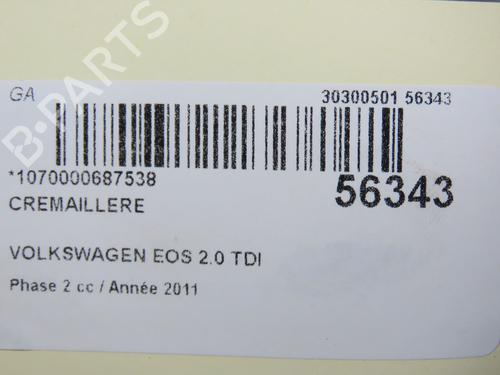 B-PARTS
GA
30300501 56343
*1070000687538
56343
CREMAILLERE
VOLKSWAGEN EOS 2.0 TDI
Phase 2 cc / Année 2011